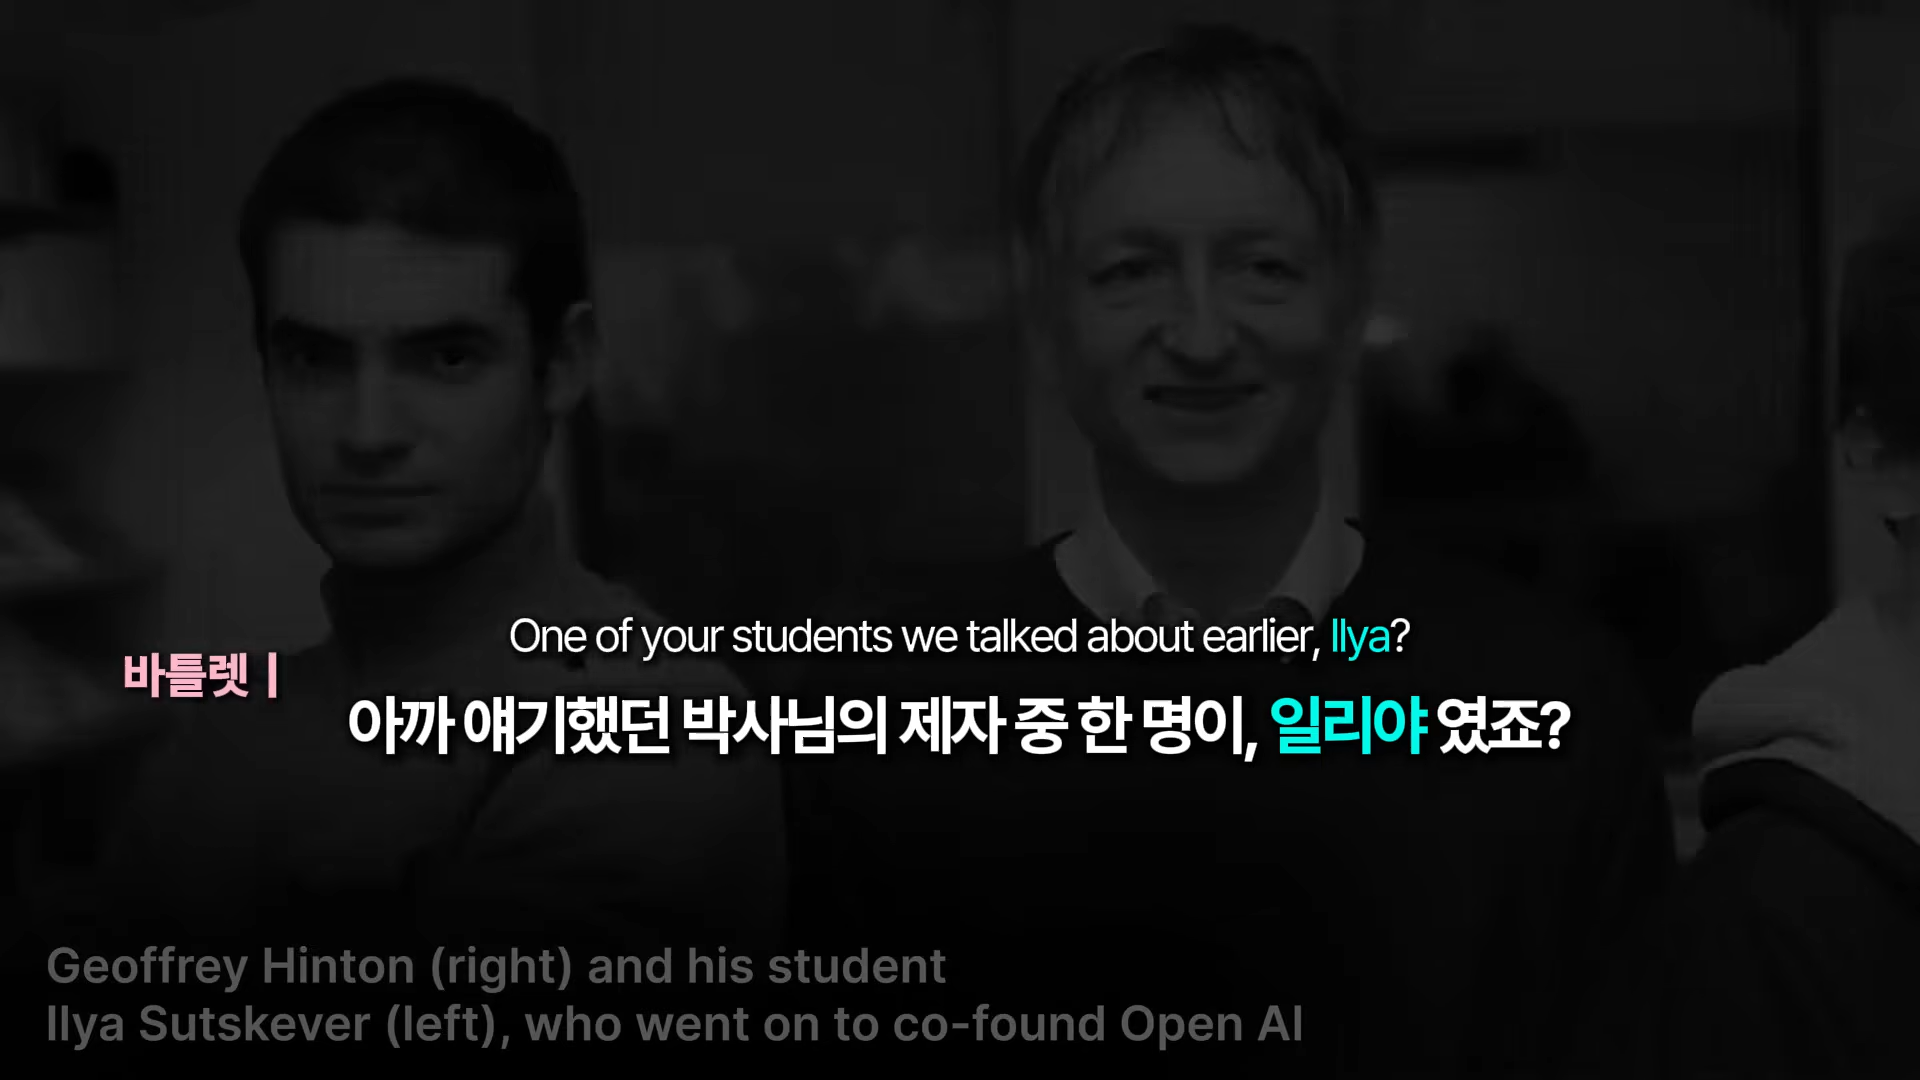 One of your students we talked about earlier, Ilya?
바틀렛 |
아까 얘기했던 박사님의 제자 중 한 명이, 일리야 였죠?
Geoffrey Hinton (right) and his student
Ilya Sutskever (left), who went on to co-found Open AI